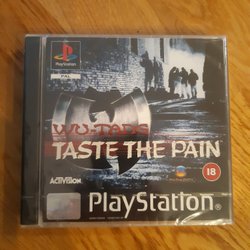 PlayStation
PAL
WU-TANG
TASTE THE PAIN
ACTIVISION
18
PlayStation